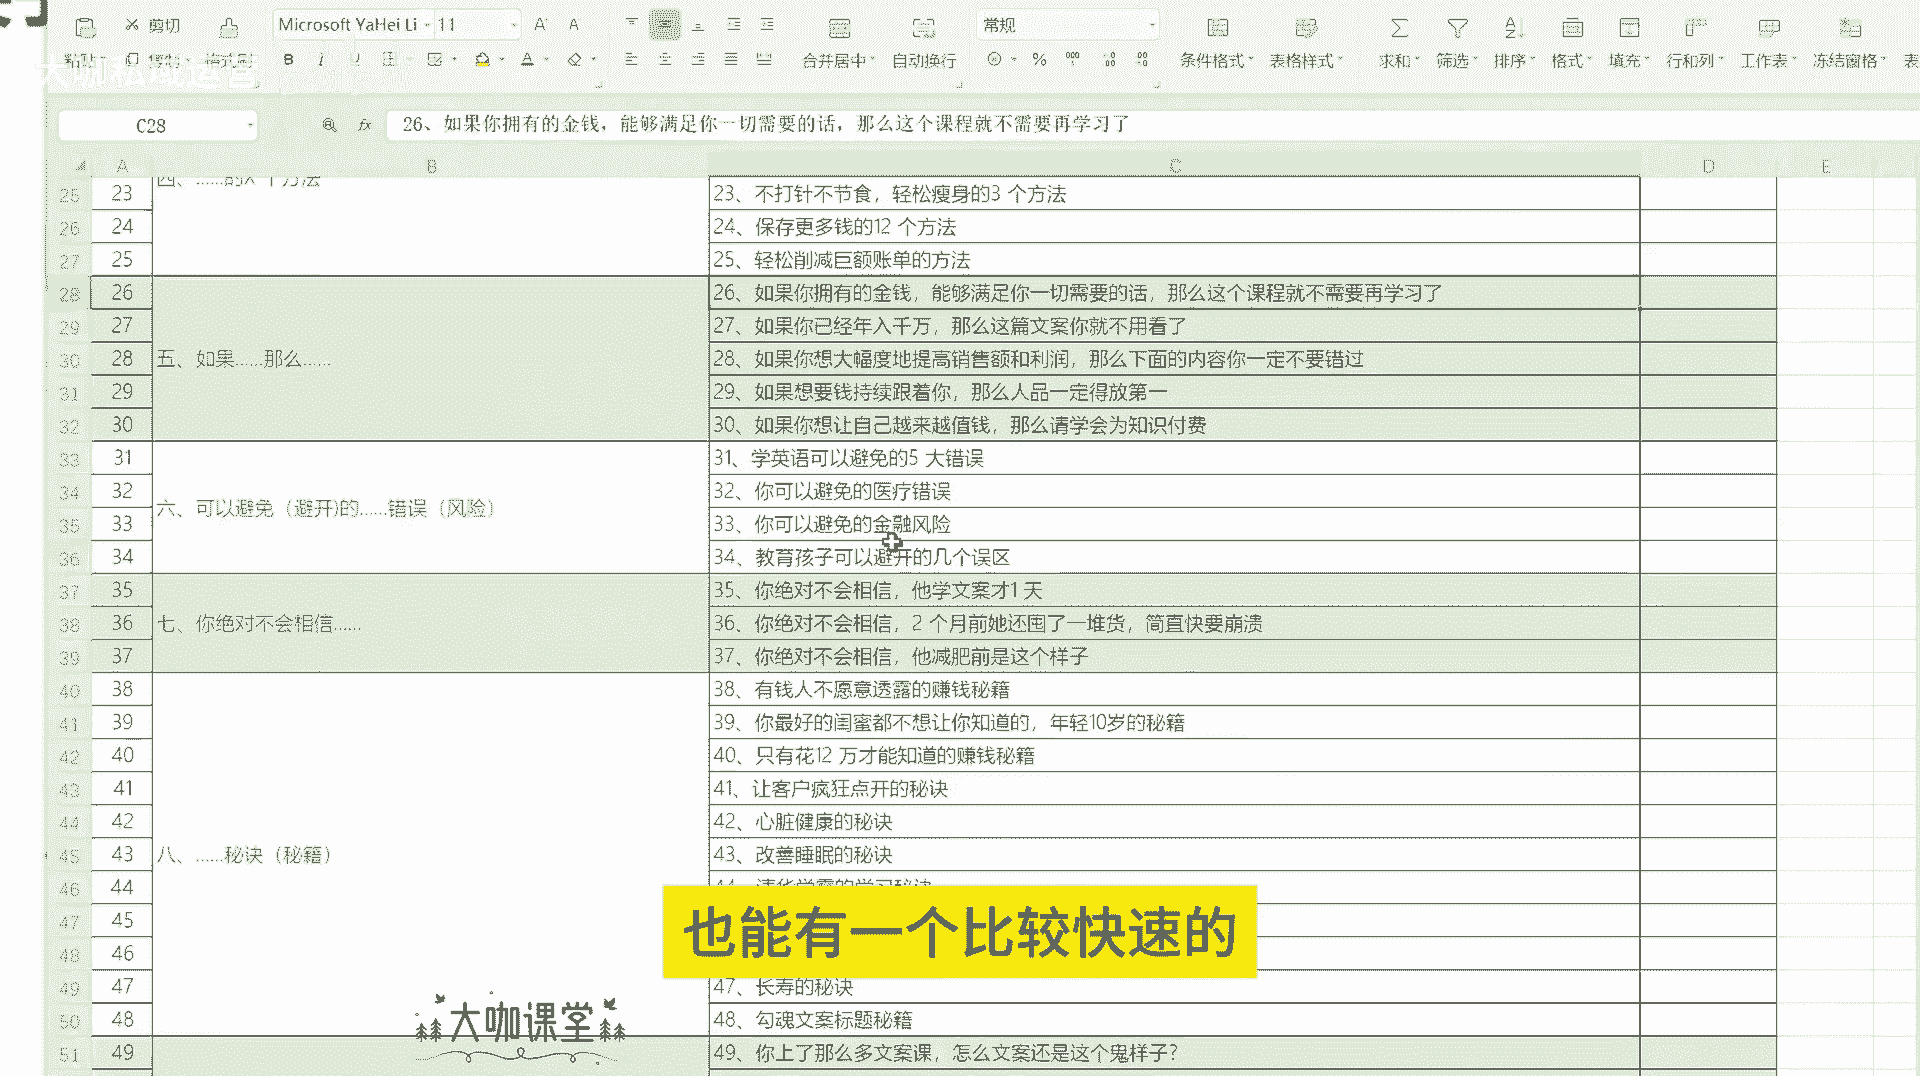 剪切 Microsoft YaHei Li 11 A A 常规
B I U A 合并居中 自动换行 % 条件格式 表格样式 求和 筛选 排序 格式 填充 行和列 工作表 冻结窗格 表
大咖私域运营
C28 fx 26、如果你拥有的金钱，能够满足你一切需要的话，那么这个课程就不需要再学习了
A B C D E
25 23 四、……的X 个方法 23、不打针不节食，轻松瘦身的3 个方法
26 24 24、保存更多钱的12 个方法
27 25 25、轻松削减巨额账单的方法
28 26 26、如果你拥有的金钱，能够满足你一切需要的话，那么这个课程就不需要再学习了
29 27 27、如果你已经年入千万，那么这篇文案你就不用看了
30 28 五、如果……那么…… 28、如果你想大幅度地提高销售额和利润，那么下面的内容你一定不要错过
31 29 29、如果想要钱持续跟着你，那么人品一定得放第一
32 30 30、如果你想让自己越来越值钱，那么请学会为知识付费
33 31 31、学英语可以避免的5 大错误
34 32 32、你可以避免的医疗错误
六、可以避免（避开)的……错误（风险）
35 33 33、你可以避免的金融风险
36 34 34、教育孩子可以避开的几个误区
37 35 35、你绝对不会相信，他学文案才1 天
38 36 七、你绝对不会相信…… 36、你绝对不会相信，2 个月前她还囤了一堆货，简直快要崩溃
39 37 37、你绝对不会相信，他减肥前是这个样子
40 38 38、有钱人不愿意透露的赚钱秘籍
41 39 39、你最好的闺蜜都不想让你知道的，年轻10岁的秘籍
42 40 40、只有花12 万才能知道的赚钱秘籍
43 41 41、让客户疯狂点开的秘诀
44 42 42、心脏健康的秘诀
45 43 八、……秘诀（秘籍） 43、改善睡眠的秘诀
46 44 44、清华学霸的学习秘诀
47 45
48 46
也能有一个比较快速的
49 47 47、长寿的秘诀
50 48 48、勾魂文案标题秘籍
大咖课堂
51 49 49、你上了那么多文案课，怎么文案还是这个鬼样子？